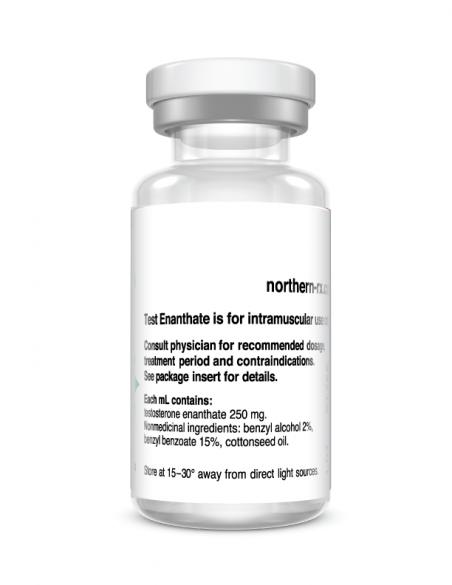 northern-rx.c
Test Enanthate is for intramuscular use
Consult physician for recommended dosage,
treatment period and contraindications.
See package insert for details.
Each mL contains:
testosterone enanthate 250 mg.
Nonmedicinal ingredients: benzyl alcohol 2%,
benzyl benzoate 15%, cottonseed oil.
Store at 15–30° away from direct light sources.